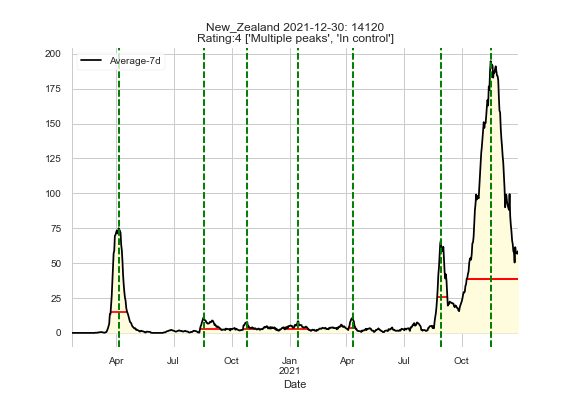 New_Zealand 2021-12-30: 14120
Rating:4 ['Multiple peaks', 'In control']
Average-7d
200
175
150
125
100
75
50
25
0
Apr Jul Oct Jan Apr Jul Oct
2021
Date